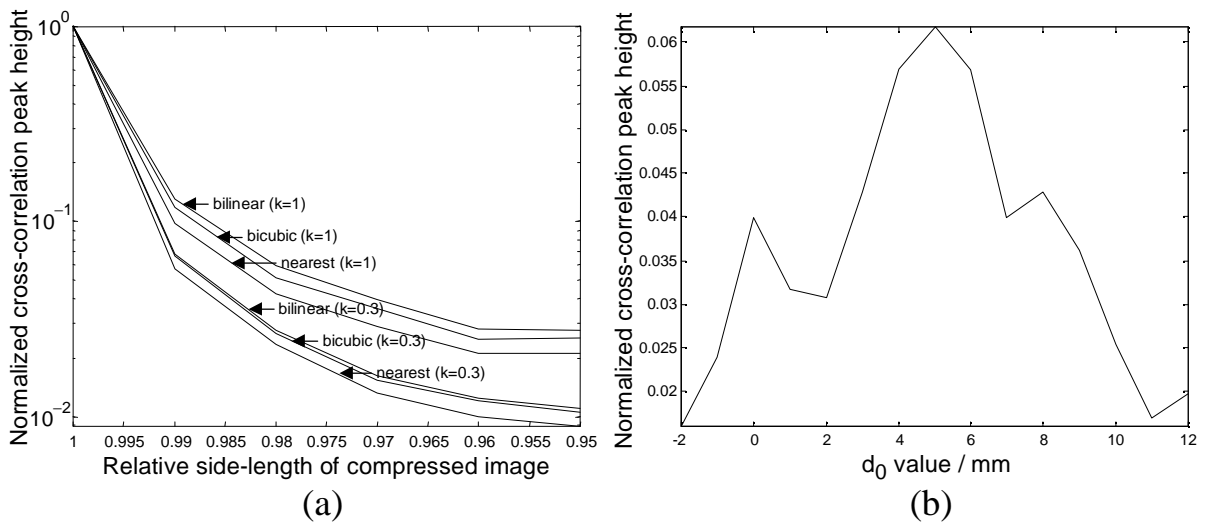 Normalized cross-correlation peak height
10^0
10^-1
10^-2
bilinear (k=1)
bicubic (k=1)
nearest (k=1)
bilinear (k=0.3)
bicubic (k=0.3)
nearest (k=0.3)
1 0.995 0.99 0.985 0.98 0.975 0.97 0.965 0.96 0.955 0.95
Relative side-length of compressed image
(a)
Normalized cross-correlation peak height
0.06
0.055
0.05
0.045
0.04
0.035
0.03
0.025
0.02
-2 0 2 4 6 8 10 12
d0 value / mm
(b)